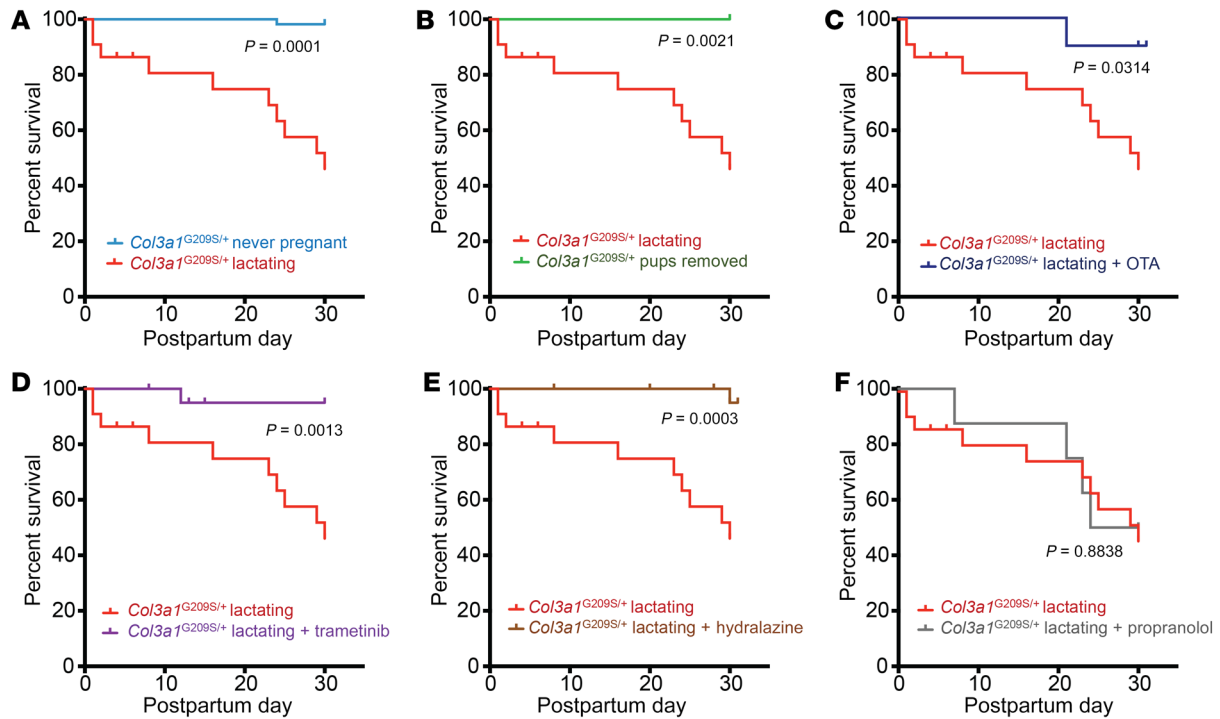 A
Percent survival
100
80
60
40
20
0
P = 0.0001
Col3a1G209S/+ never pregnant
Col3a1G209S/+ lactating
0 10 20 30
Postpartum day
B
Percent survival
100
80
60
40
20
0
P = 0.0021
Col3a1G209S/+ lactating
Col3a1G209S/+ pups removed
0 10 20 30
Postpartum day
C
Percent survival
100
80
60
40
20
0
P = 0.0314
Col3a1G209S/+ lactating
Col3a1G209S/+ lactating + OTA
0 10 20 30
Postpartum day
D
Percent survival
100
80
60
40
20
0
P = 0.0013
Col3a1G209S/+ lactating
Col3a1G209S/+ lactating + trametinib
0 10 20 30
Postpartum day
E
Percent survival
100
80
60
40
20
0
P = 0.0003
Col3a1G209S/+ lactating
Col3a1G209S/+ lactating + hydralazine
0 10 20 30
Postpartum day
F
Percent survival
100
80
60
40
20
0
P = 0.8838
Col3a1G209S/+ lactating
Col3a1G209S/+ lactating + propranolol
0 10 20 30
Postpartum day